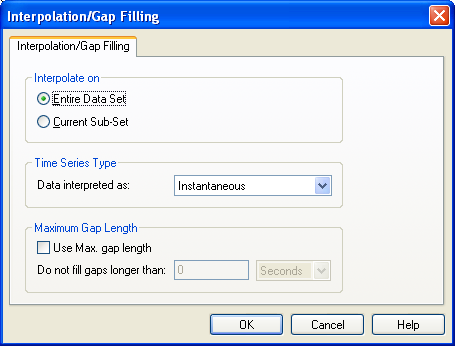 Interpolation/Gap Filling
Interpolation/Gap Filling
Interpolate on
Entire Data Set
Current Sub-Set
Time Series Type
Data interpreted as: Instantaneous
Maximum Gap Length
Use Max. gap length
Do not fill gaps longer than: 0 Seconds
OK Cancel Help